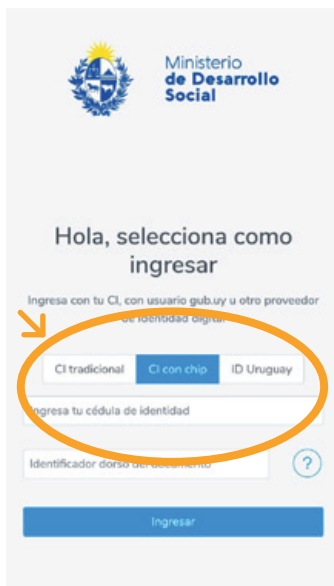 Ministerio
de Desarrollo
Social
Hola, selecciona como
ingresar
Ingresa con tu CI, con usuario gub.uy u otro proveedor
de identidad digital
CI tradicional CI con chip ID Uruguay
Ingresa tu cédula de identidad
Identificador dorso del documento ?
Ingresar